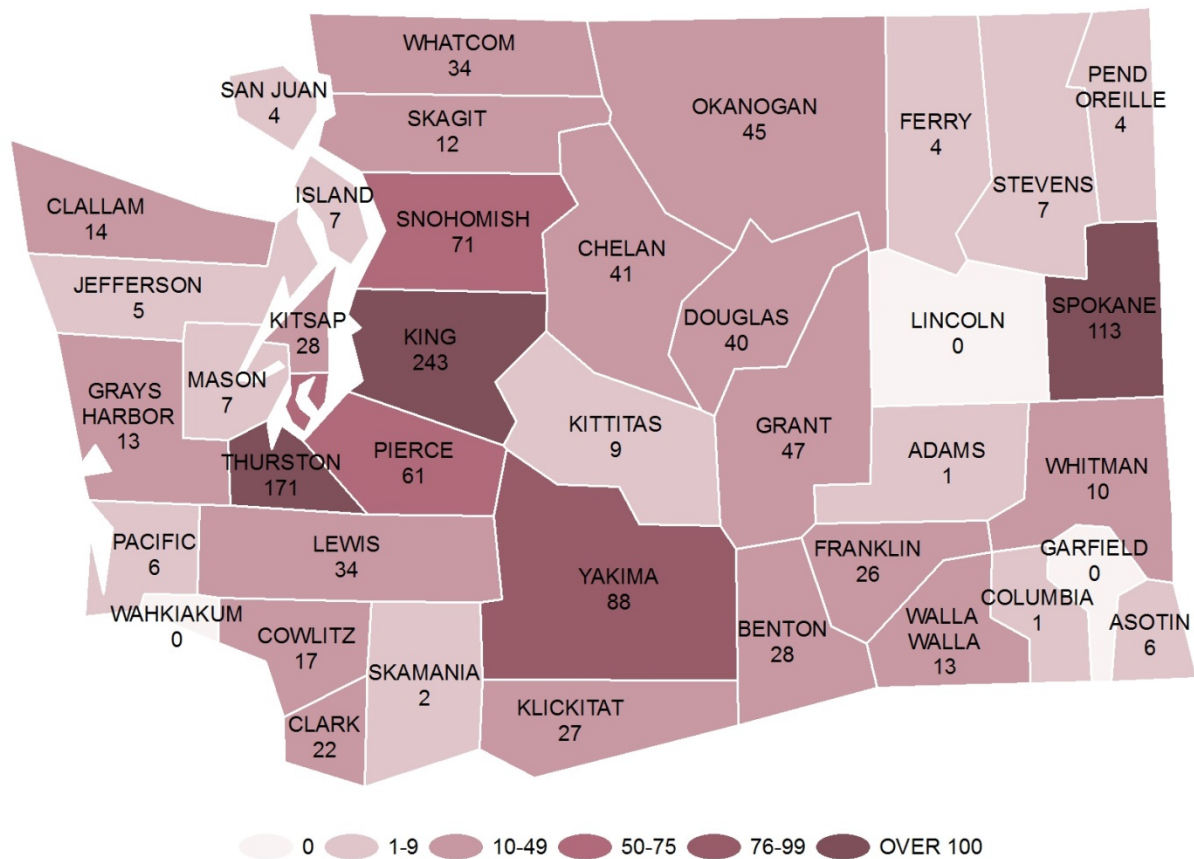 WHATCOM
34
SAN JUAN
4
SKAGIT
12
OKANOGAN
45
FERRY
4
STEVENS
7
PEND
OREILLE
4
CLALLAM
14
ISLAND
7
SNOHOMISH
71
CHELAN
41
JEFFERSON
5
KITSAP
28
KING
243
DOUGLAS
40
LINCOLN
0
SPOKANE
113
GRAYS
HARBOR
13
MASON
7
KITTITAS
9
GRANT
47
ADAMS
1
WHITMAN
10
THURSTON
171
PIERCE
61
PACIFIC
6
LEWIS
34
YAKIMA
88
FRANKLIN
26
GARFIELD
0
WAHKIAKUM
0
COWLITZ
17
SKAMANIA
2
BENTON
28
WALLA
WALLA
13
COLUMBIA
1
ASOTIN
6
CLARK
22
KLICKITAT
27
0 1-9 10-49 50-75 76-99 OVER 100